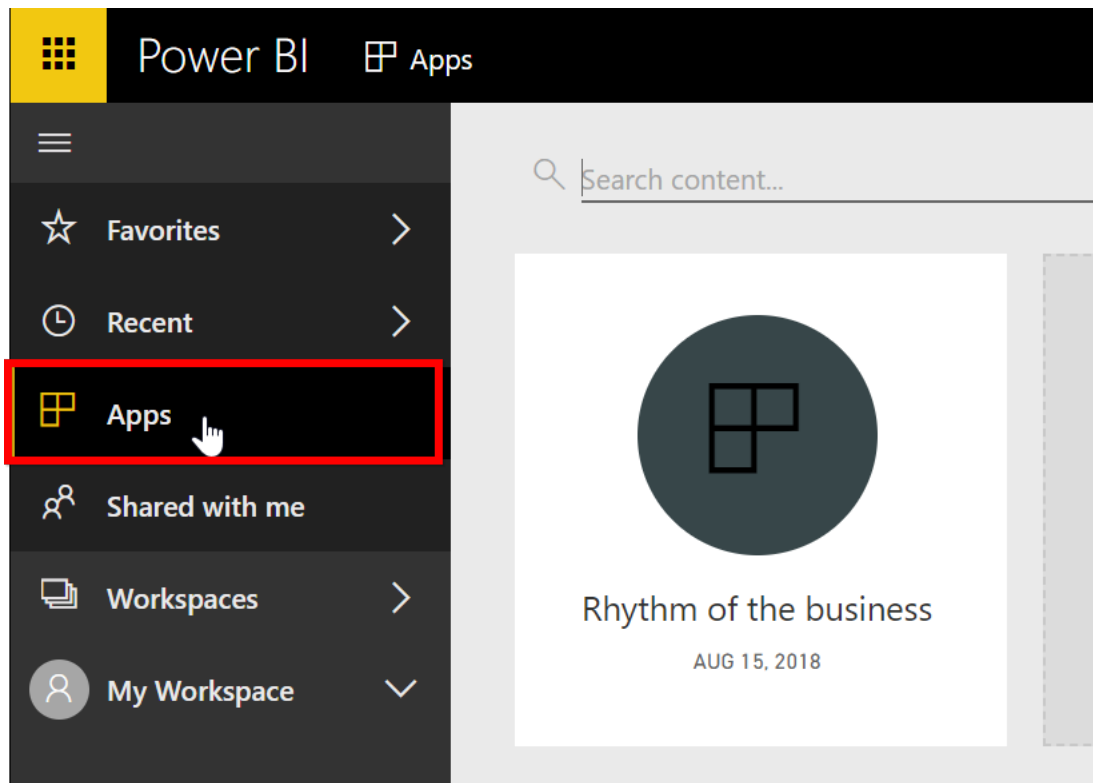 Power BI Apps
Search content...
Favorites
Recent
Apps
Shared with me
Workspaces
My Workspace
Rhythm of the business
AUG 15, 2018